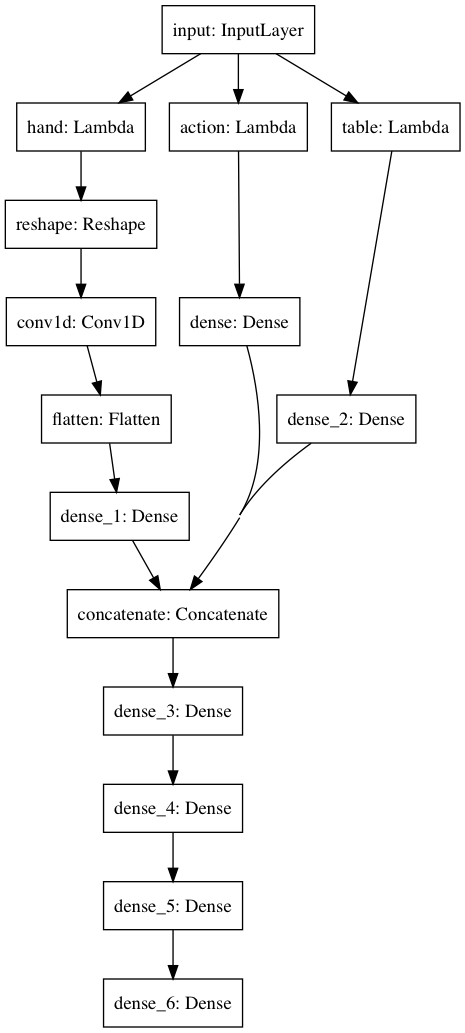 input: InputLayer
hand: Lambda
action: Lambda
table: Lambda
reshape: Reshape
conv1d: Conv1D
dense: Dense
flatten: Flatten
dense_2: Dense
dense_1: Dense
concatenate: Concatenate
dense_3: Dense
dense_4: Dense
dense_5: Dense
dense_6: Dense